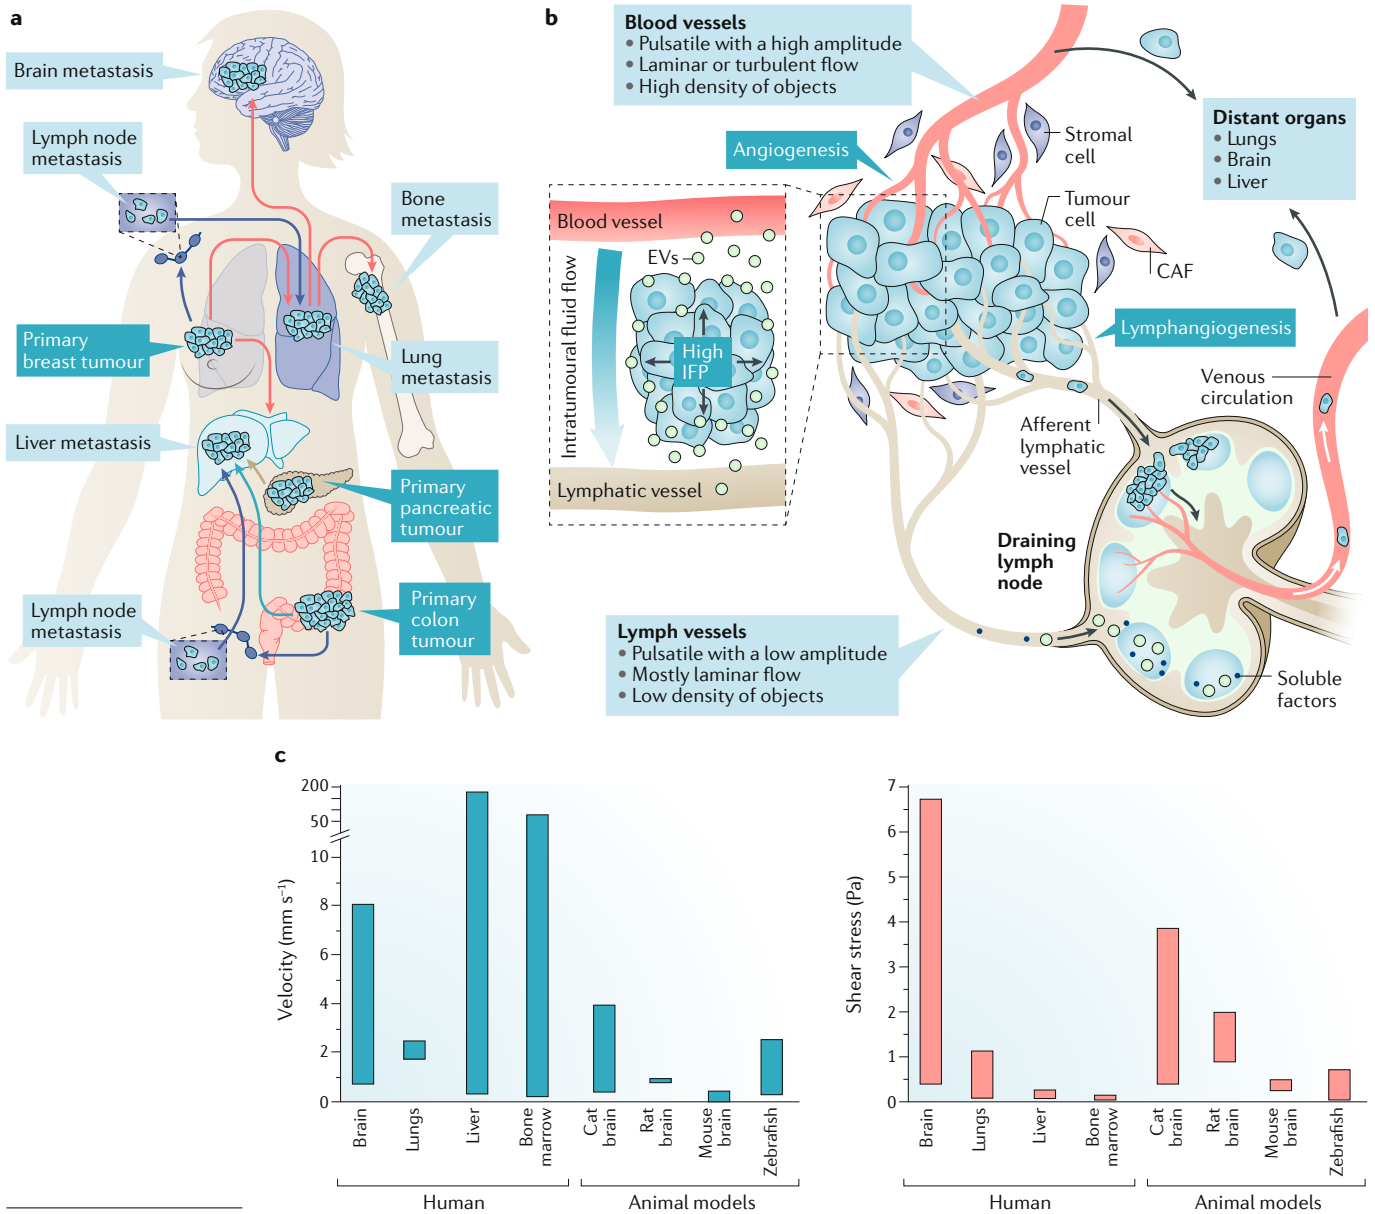 a
Brain metastasis
Lymph node
metastasis
Bone
metastasis
Primary
breast tumour
Lung
metastasis
Liver metastasis
Primary
pancreatic
tumour
Lymph node
metastasis
Primary
colon
tumour
b
Blood vessels
• Pulsatile with a high amplitude
• Laminar or turbulent flow
• High density of objects
Distant organs
• Lungs
• Brain
• Liver
Angiogenesis
Stromal
cell
Tumour
cell
CAF
Blood vessel
EVs
Intratumoural fluid flow
High
IFP
Lymphatic vessel
Lymphangiogenesis
Venous
circulation
Afferent
lymphatic
vessel
Draining
lymph
node
Lymph vessels
• Pulsatile with a low amplitude
• Mostly laminar flow
• Low density of objects
Soluble
factors
c
Velocity (mm s⁻¹)
200
50
10
8
6
4
2
0
Brain
Lungs
Liver
Bone
marrow
Cat
brain
Rat
brain
Mouse
brain
Zebrafish
Human
Animal models
Shear stress (Pa)
7
6
5
4
3
2
1
0
Brain
Lungs
Liver
Bone
marrow
Cat
brain
Rat
brain
Mouse
brain
Zebrafish
Human
Animal models